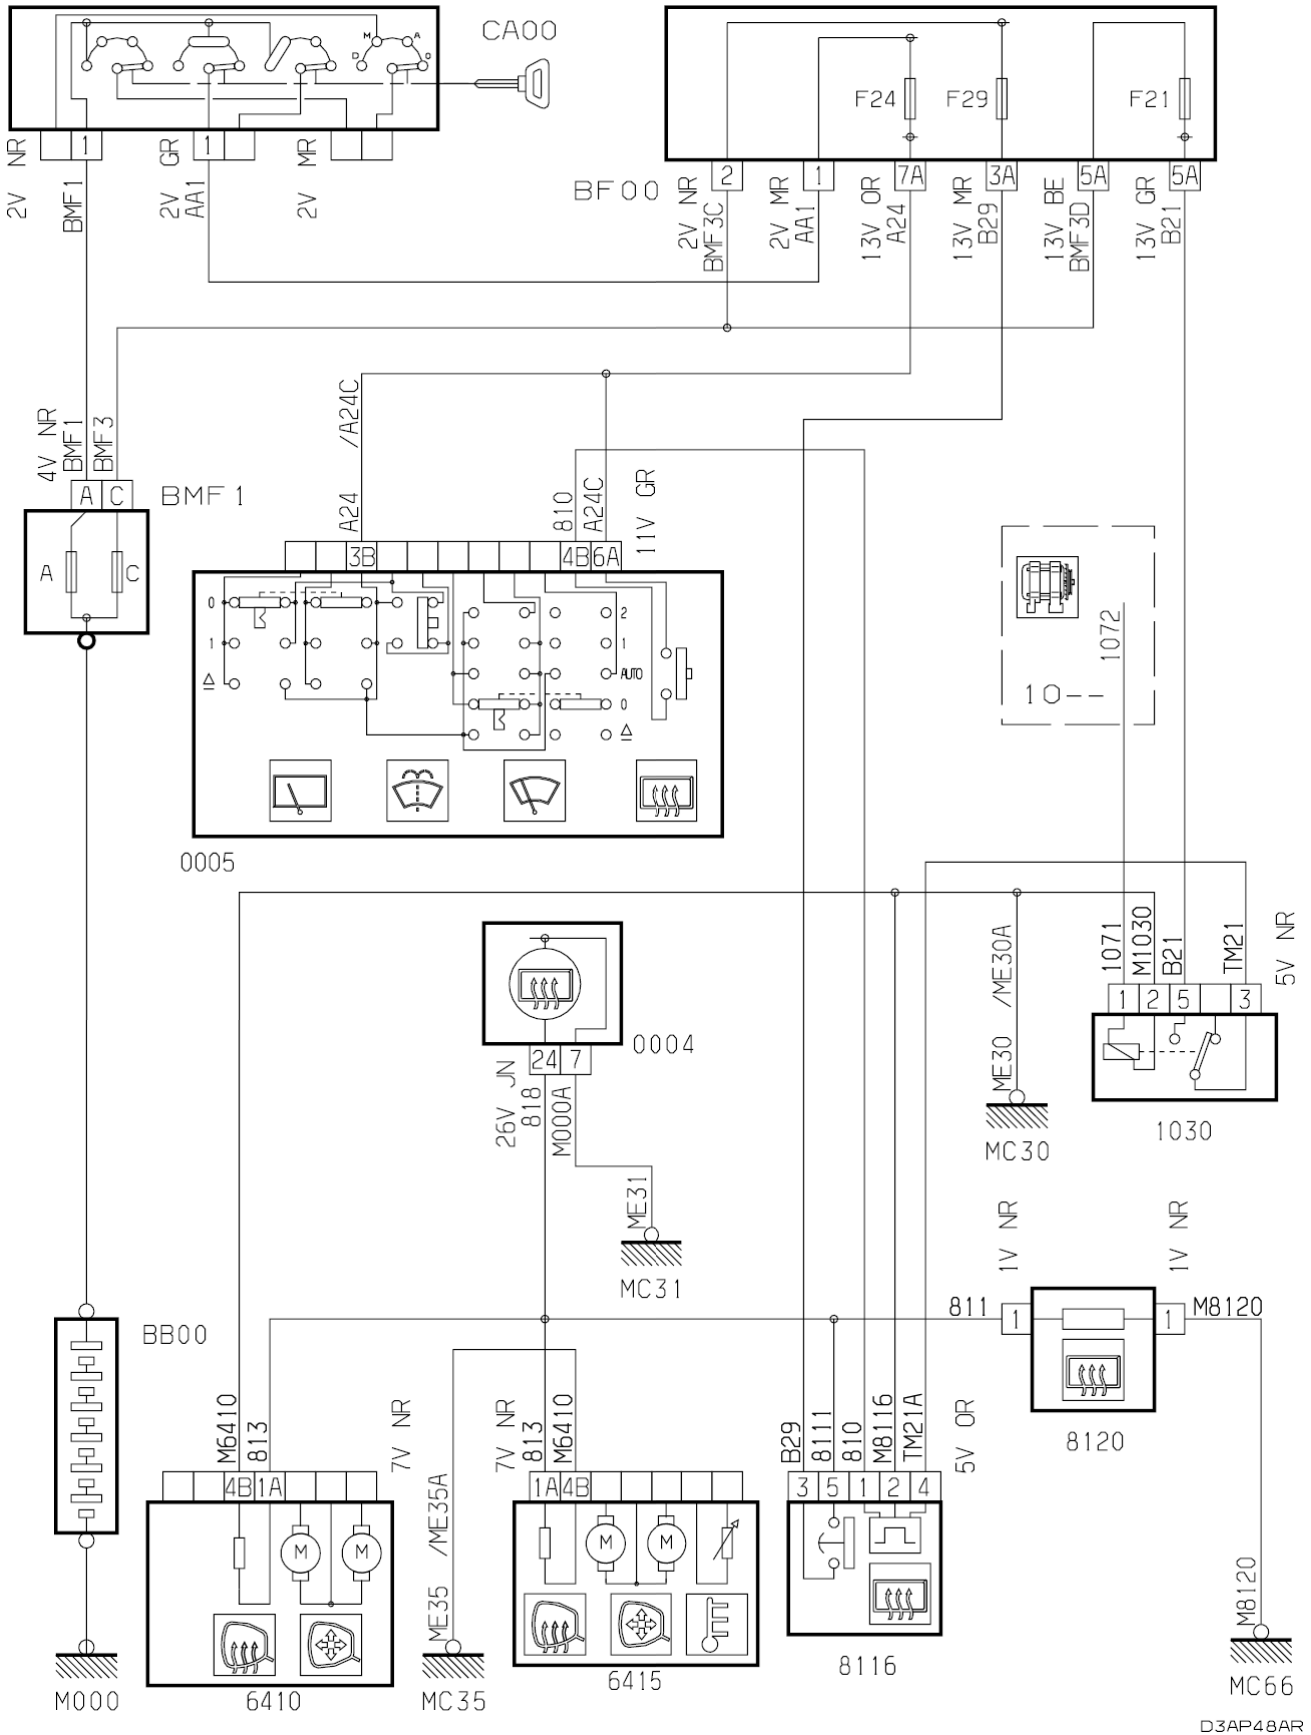 CA00
M
A
D
D
1
1
2V NR
BMF1
2V GR
AA1
2V MR
F24
F29
F21
BF00
2
1
7A
3A
5A
5A
2V NR
BMF3C
2V MR
AA1
13V OR
A24
13V MR
B29
13V BE
BMF3D
13V GR
B21
4V NR
BMF1
BMF3
A C
BMF1
A
C
A24 /A24C
810
A24C
11V GR
3B
4B 6A
0
1
2
1
AUTO
0
0005
1072
10--
0004
24 7
26V JN
818
M000A
ME31
MC31
ME30 /ME30A
MC30
1071
M1030
B21
TM21
5V NR
1 2 5 3
1030
1V NR
1V NR
811
1
1
M8120
8120
BB00
M000
M6410
813
7V NR
4B 1A
M M
6410
ME35 /ME35A
MC35
7V NR
813
M6410
1A 4B
M M
6415
B29
8111
810
M8116
TM21A
5V OR
3 5 1 2 4
8116
M8120
MC66
D3AP48AR